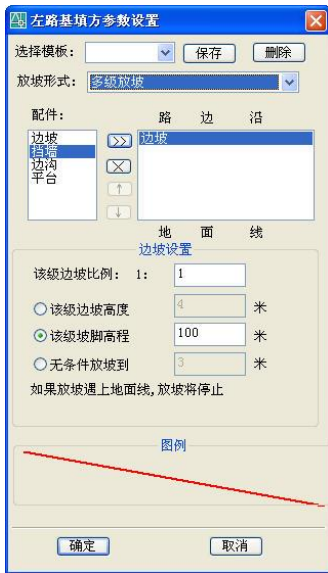 左路基填方参数设置
选择模板: 保存 删除
放坡形式: 多级放坡
配件: 路 边 沿
边坡 >> 边坡
挡墙
边沟
平台
地 面 线
边坡设置
该级边坡比例: 1: 1
该级边坡高度 4 米
该级坡脚高程 100 米
无条件放坡到 3 米
如果放坡遇上地面线,放坡将停止
图例
确定 取消